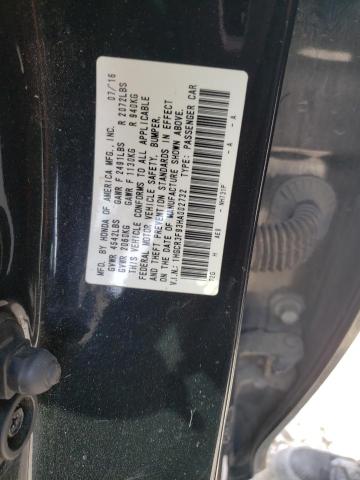 MFD. BY HONDA OF AMERICA MFG., INC. 07/16
GVWR 4542LBS GAWR F 2491LBS R 2072LBS
GVWR 2060KG GAWR F 1130KG R 940KG
THIS VEHICLE CONFORMS TO ALL APPLICABLE
FEDERAL MOTOR VEHICLE SAFETY, BUMPER,
AND THEFT PREVENTION STANDARDS IN EFFECT
ON THE DATE OF MANUFACTURE SHOWN ABOVE.
V.I.N.: 1HGCR3F93HA002732 TYPE: PASSENGER CAR
H AE0 - A - A